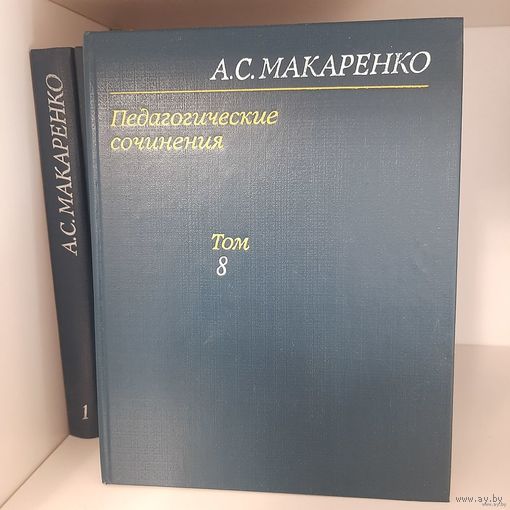 А.С.МАКАРЕНКО
Педагогические
сочинения
Том
8
А.С.МАКАРЕНКО
1
www.ay.by